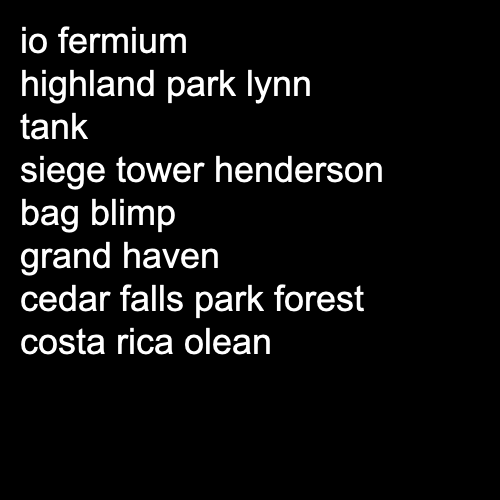 io fermium
highland park lynn
tank
siege tower henderson
bag blimp
grand haven
cedar falls park forest
costa rica olean